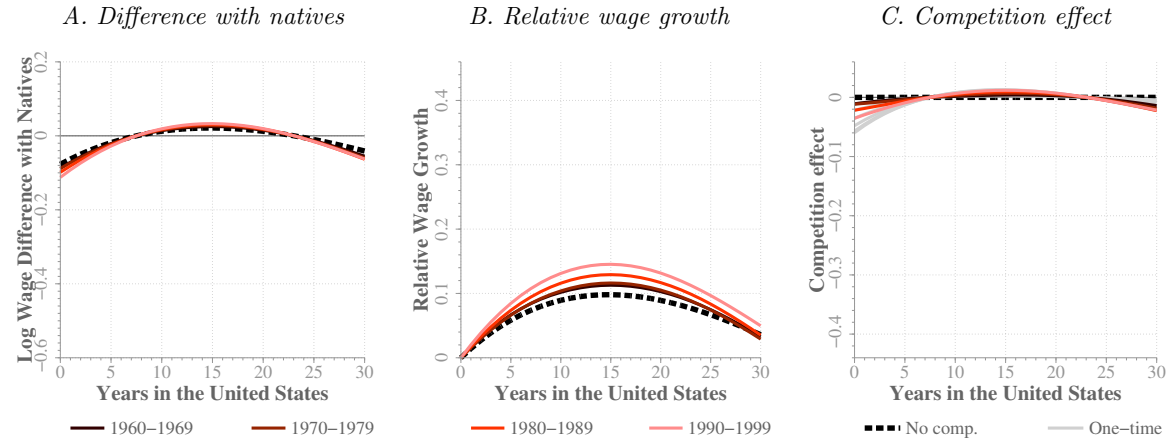 A. Difference with natives
B. Relative wage growth
C. Competition effect
Log Wage Difference with Natives
0.2
0
−0.2
−0.4
−0.6
0 5 10 15 20 25 30
Years in the United States
Relative Wage Growth
0.4
0.3
0.2
0.1
0
0 5 10 15 20 25 30
Years in the United States
Competition effect
0
−0.1
−0.2
−0.3
−0.4
0 5 10 15 20 25 30
Years in the United States
1960−1969
1970−1979
1980−1989
1990−1999
No comp.
One−time